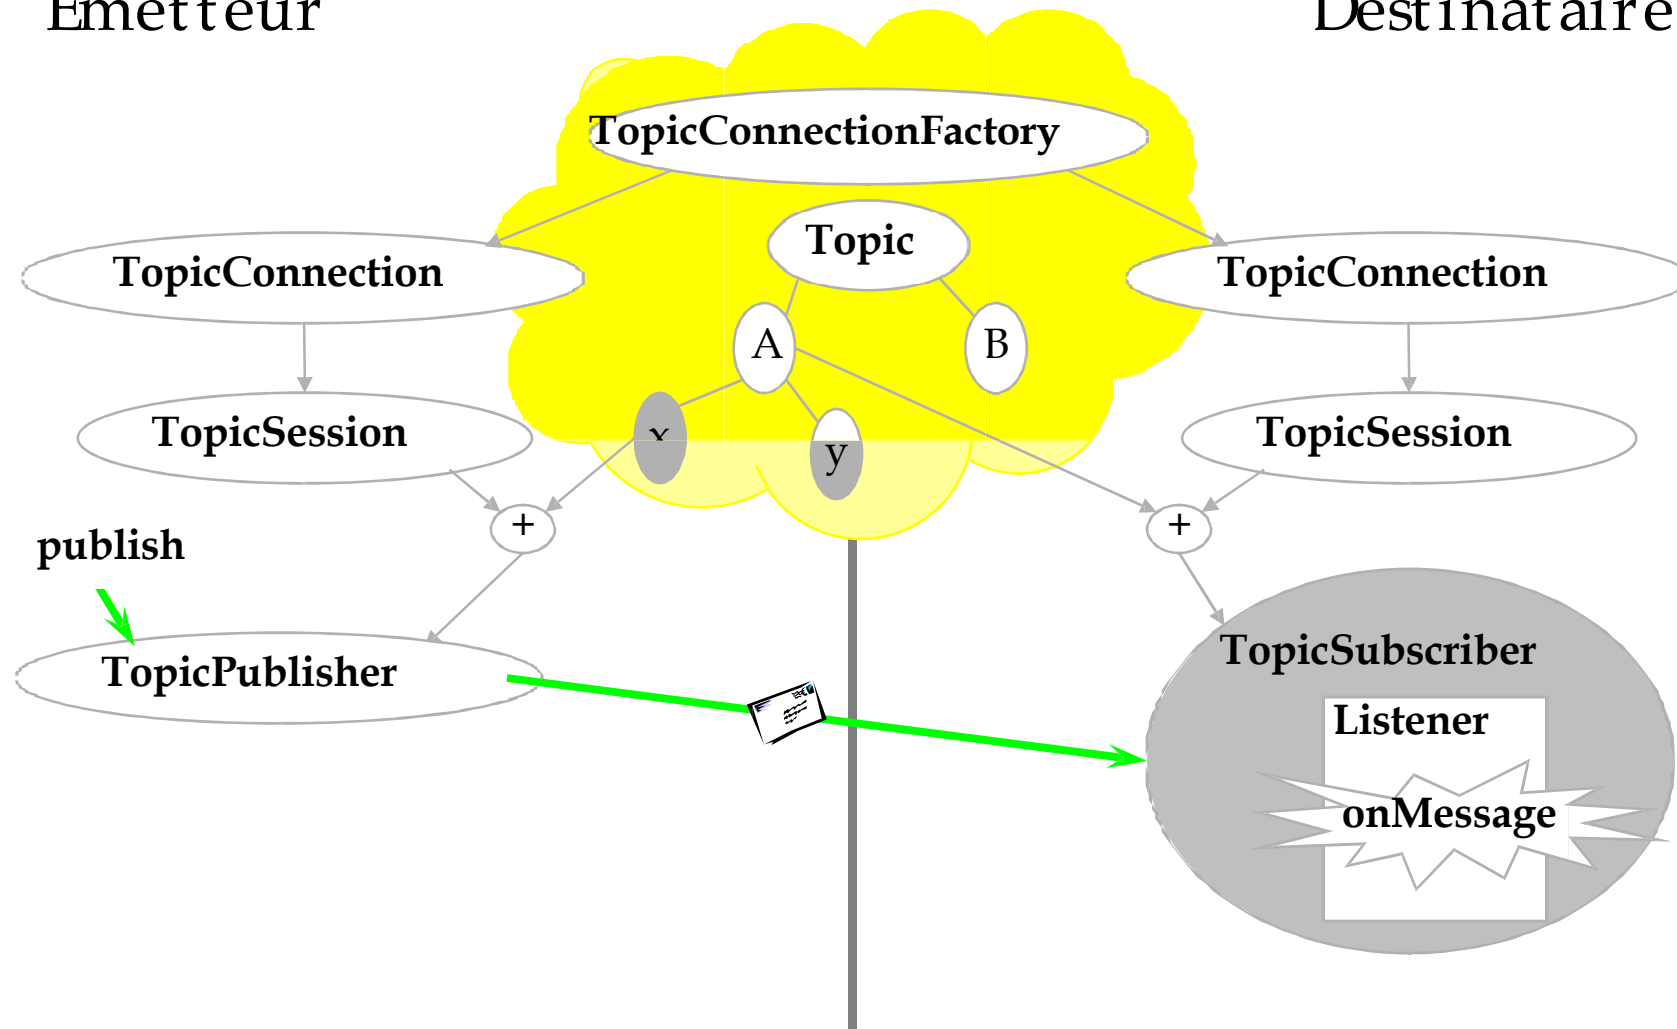 Emetteur
Destinataire
TopicConnectionFactory
Topic
TopicConnection
TopicConnection
A
B
TopicSession
x
y
TopicSession
+
+
publish
TopicSubscriber
TopicPublisher
Listener
onMessage